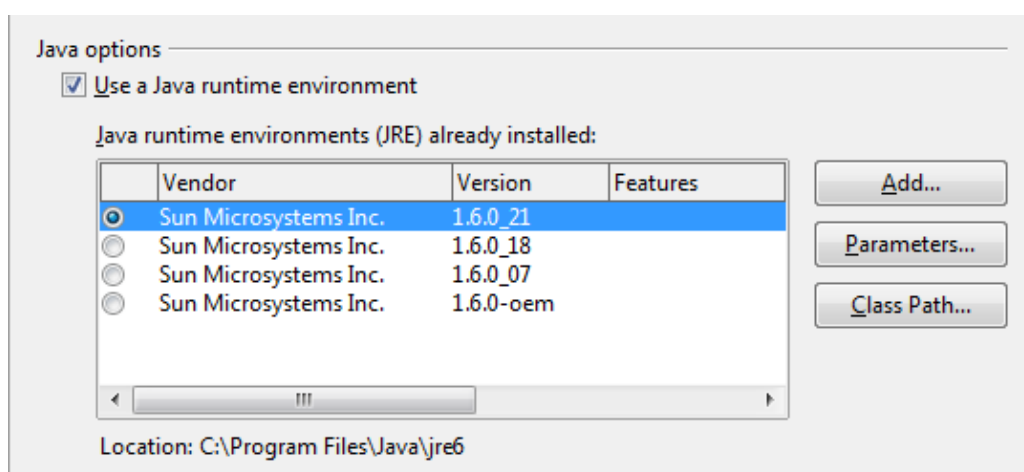 Java options
Use a Java runtime environment
Java runtime environments (JRE) already installed:
Vendor Version Features
Sun Microsystems Inc. 1.6.0_21
Sun Microsystems Inc. 1.6.0_18
Sun Microsystems Inc. 1.6.0_07
Sun Microsystems Inc. 1.6.0-oem
Add...
Parameters...
Class Path...
Location: C:\Program Files\Java\jre6